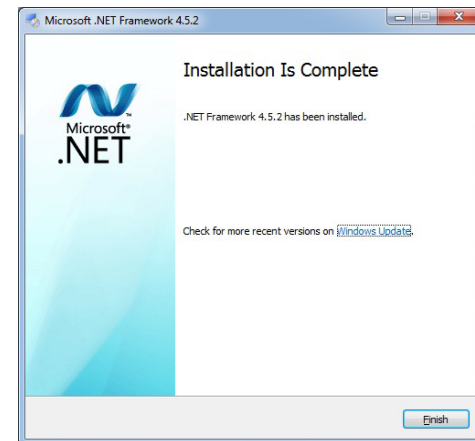 Microsoft .NET Framework 4.5.2
Installation Is Complete
.NET Framework 4.5.2 has been installed.
Microsoft®
.NET
Check for more recent versions on Windows Update.
Finish